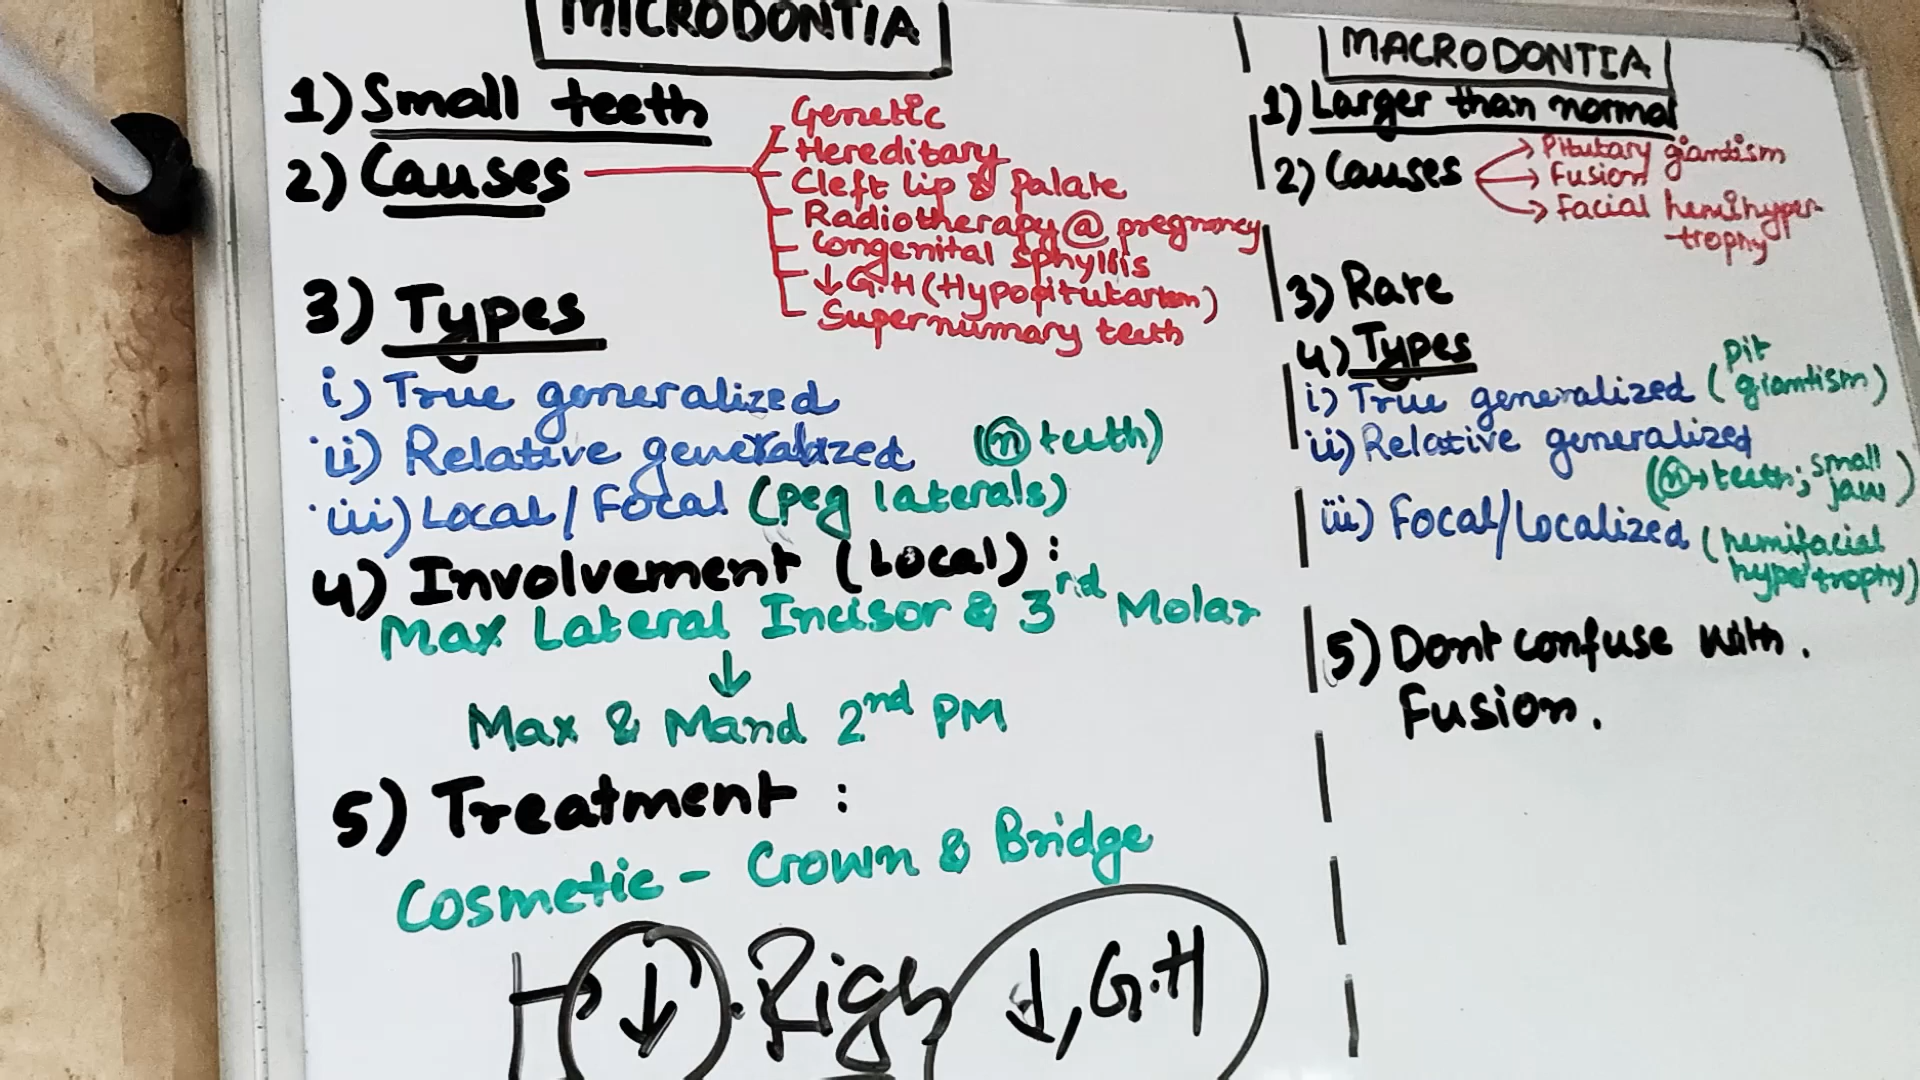 MICRODONTIA
1) Small teeth
2) Causes
Genetic
Hereditary
Cleft lip & palate
Radiotherapy @ pregnancy
Congenital sphyllis
↓ G.H (Hypopitutarism)
Supernumary teeth
3) Types
i) True generalized
ii) Relative generalized (n teeth)
iii) Local/Focal (peg laterals)
4) Involvement (Local) :
Max Lateral Incisor & 3rd Molar
↓
Max & Mand 2nd PM
5) Treatment :
Cosmetic - Crown & Bridge
↓ . ↓, G.H
MACRODONTIA
1) Larger than normal
2) Causes
→ Pitutary giantism
→ Fusion
→ Facial hemihyper-
-trophy
3) Rare
4) Types
i) True generalized (pit
giantism)
ii) Relative generalized
(n → teeth; small
jaw)
iii) Focal/Localized (hemifacial
hypertrophy)
5) Dont confuse with.
Fusion.